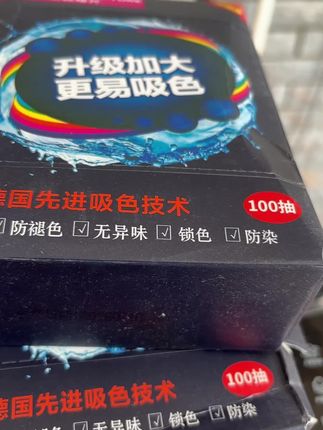 升级加大
更易吸色
德国先进吸色技术
100抽
☑防褪色 ☑无异味 ☑锁色 ☑防染
德国先进吸色技术
100抽
☑无异味 ☑锁色 ☑防染